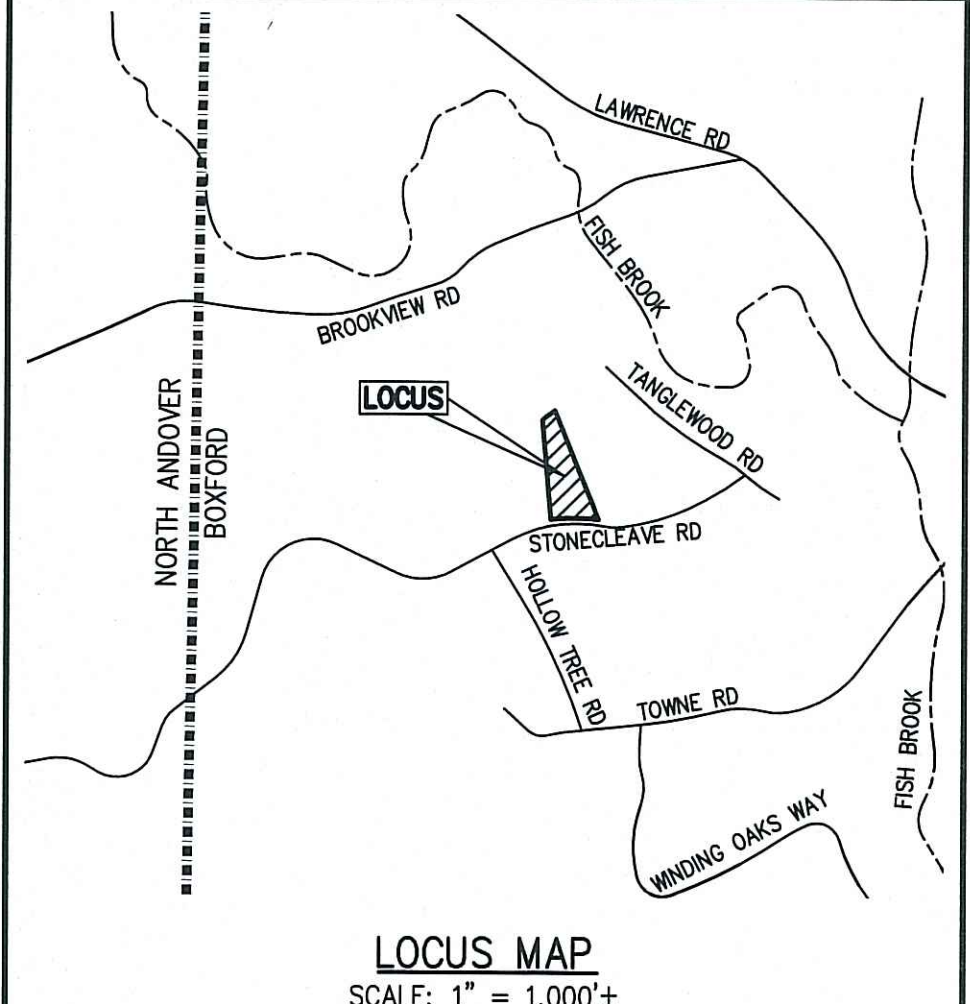 LAWRENCE RD
FISH BROOK
BROOKVIEW RD
TANGLEWOOD RD
LOCUS
NORTH ANDOVER
BOXFORD
STONECLEAVE RD
HOLLOW TREE RD
TOWNE RD
FISH BROOK
WINDING OAKS WAY
LOCUS MAP
SCALE: 1" = 1,000'±